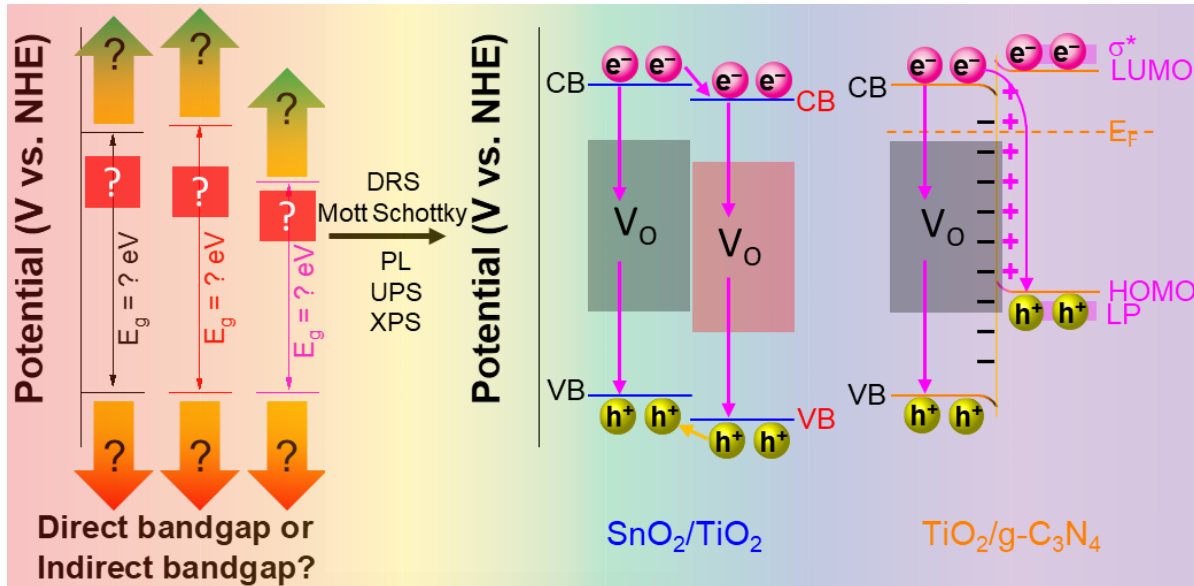 Potential (V vs. NHE)
?
?
?
?
?
?
E_g = ? eV
E_g = ? eV
E_g = ? eV
?
?
?
Direct bandgap or
Indirect bandgap?
DRS
Mott Schottky
PL
UPS
XPS
Potential (V vs. NHE)
e⁻ e⁻
CB
e⁻ e⁻
CB
V_O
V_O
VB
h⁺ h⁺
VB
h⁺ h⁺
SnO₂/TiO₂
e⁻ e⁻
σ*
LUMO
e⁻ e⁻
CB
E_F
V_O
HOMO
h⁺ h⁺
LP
VB
h⁺ h⁺
TiO₂/g-C₃N₄